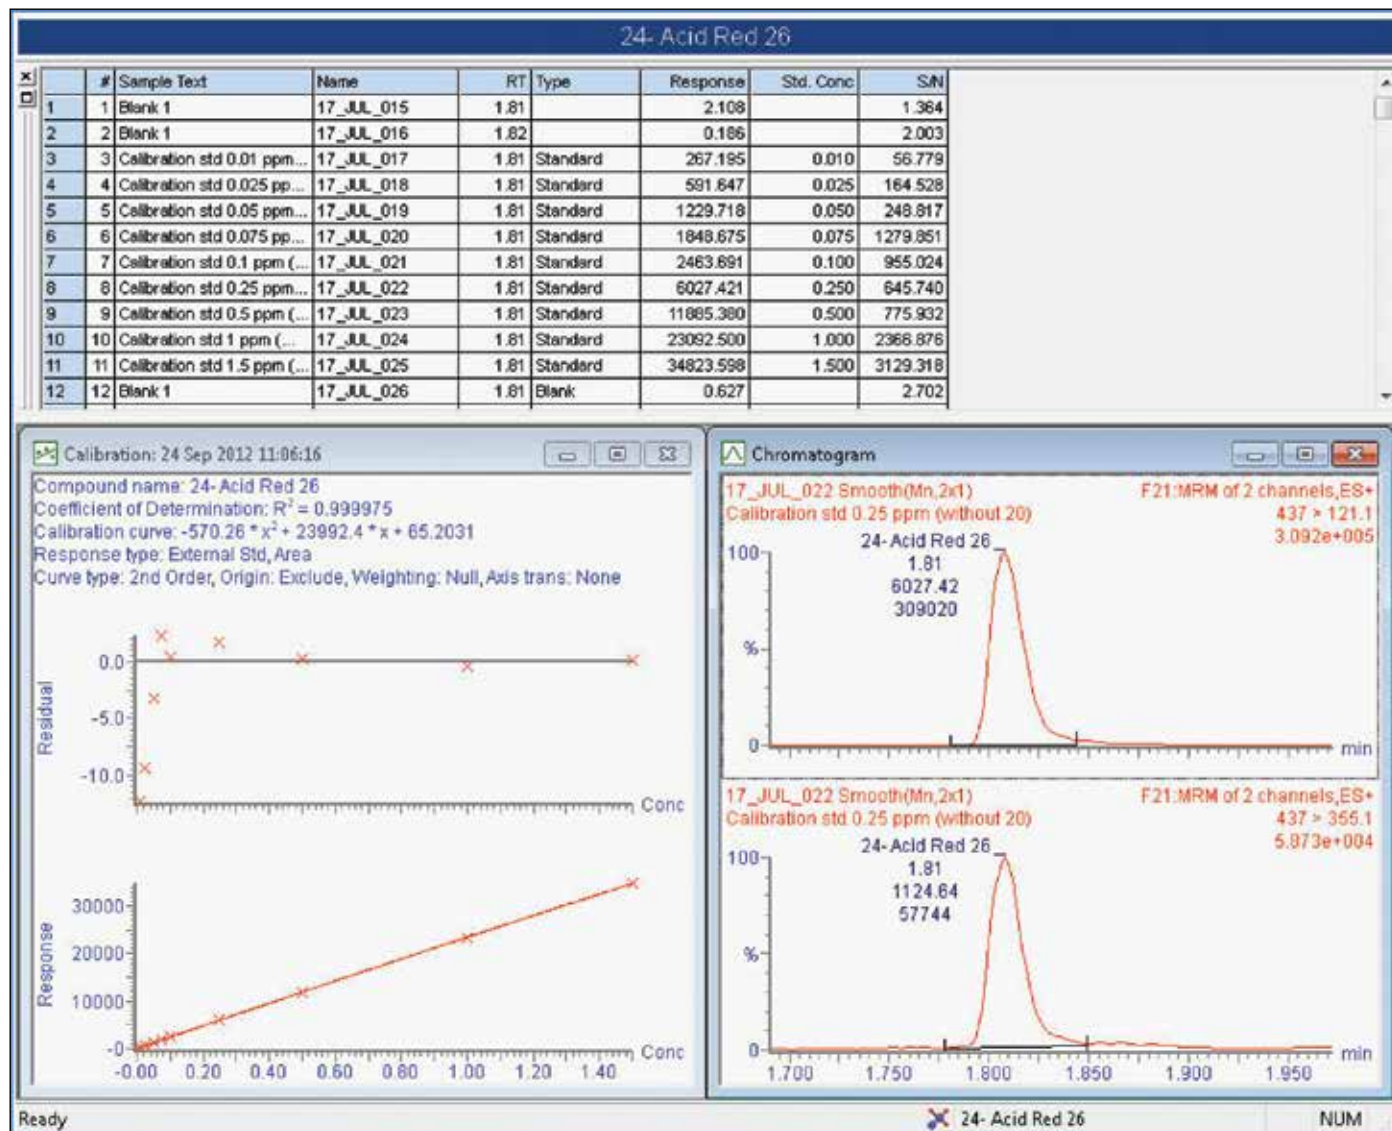 24- Acid Red 26
# Sample Text Name RT Type Response Std. Conc S/N
1 1 Blank 1 17_JUL_015 1.81 2.108 1.364
2 2 Blank 1 17_JUL_016 1.82 0.186 2.003
3 3 Calibration std 0.01 ppm... 17_JUL_017 1.81 Standard 267.195 0.010 56.779
4 4 Calibration std 0.025 pp... 17_JUL_018 1.81 Standard 591.647 0.025 164.528
5 5 Calibration std 0.05 ppm... 17_JUL_019 1.81 Standard 1229.718 0.050 248.817
6 6 Calibration std 0.075 pp... 17_JUL_020 1.81 Standard 1848.675 0.075 1279.851
7 7 Calibration std 0.1 ppm (... 17_JUL_021 1.81 Standard 2463.691 0.100 955.024
8 8 Calibration std 0.25 ppm... 17_JUL_022 1.81 Standard 6027.421 0.250 645.740
9 9 Calibration std 0.5 ppm (... 17_JUL_023 1.81 Standard 11885.380 0.500 775.932
10 10 Calibration std 1 ppm (... 17_JUL_024 1.81 Standard 23092.500 1.000 2366.876
11 11 Calibration std 1.5 ppm (... 17_JUL_025 1.81 Standard 34823.598 1.500 3129.318
12 12 Blank 1 17_JUL_026 1.81 Blank 0.627 2.702
Calibration: 24 Sep 2012 11:06:16
Compound name: 24- Acid Red 26
Coefficient of Determination: R² = 0.999975
Calibration curve: -570.26 * x² + 23992.4 * x + 65.2031
Response type: External Std, Area
Curve type: 2nd Order, Origin: Exclude, Weighting: Null, Axis trans: None
0.0
-5.0
-10.0
Residual
Conc
30000
20000
10000
-0
Response
Conc
-0.00 0.20 0.40 0.60 0.80 1.00 1.20 1.40
Chromatogram
17_JUL_022 Smooth(Mn,2x1) F21:MRM of 2 channels,ES+
Calibration std 0.25 ppm (without 20) 437 > 121.1
3.092e+005
24- Acid Red 26
1.81
6027.42
309020
100
%
0
min
17_JUL_022 Smooth(Mn,2x1) F21:MRM of 2 channels,ES+
Calibration std 0.25 ppm (without 20) 437 > 355.1
5.873e+004
24- Acid Red 26
1.81
1124.64
57744
100
%
0
min
1.700 1.750 1.800 1.850 1.900 1.950
Ready 24- Acid Red 26 NUM